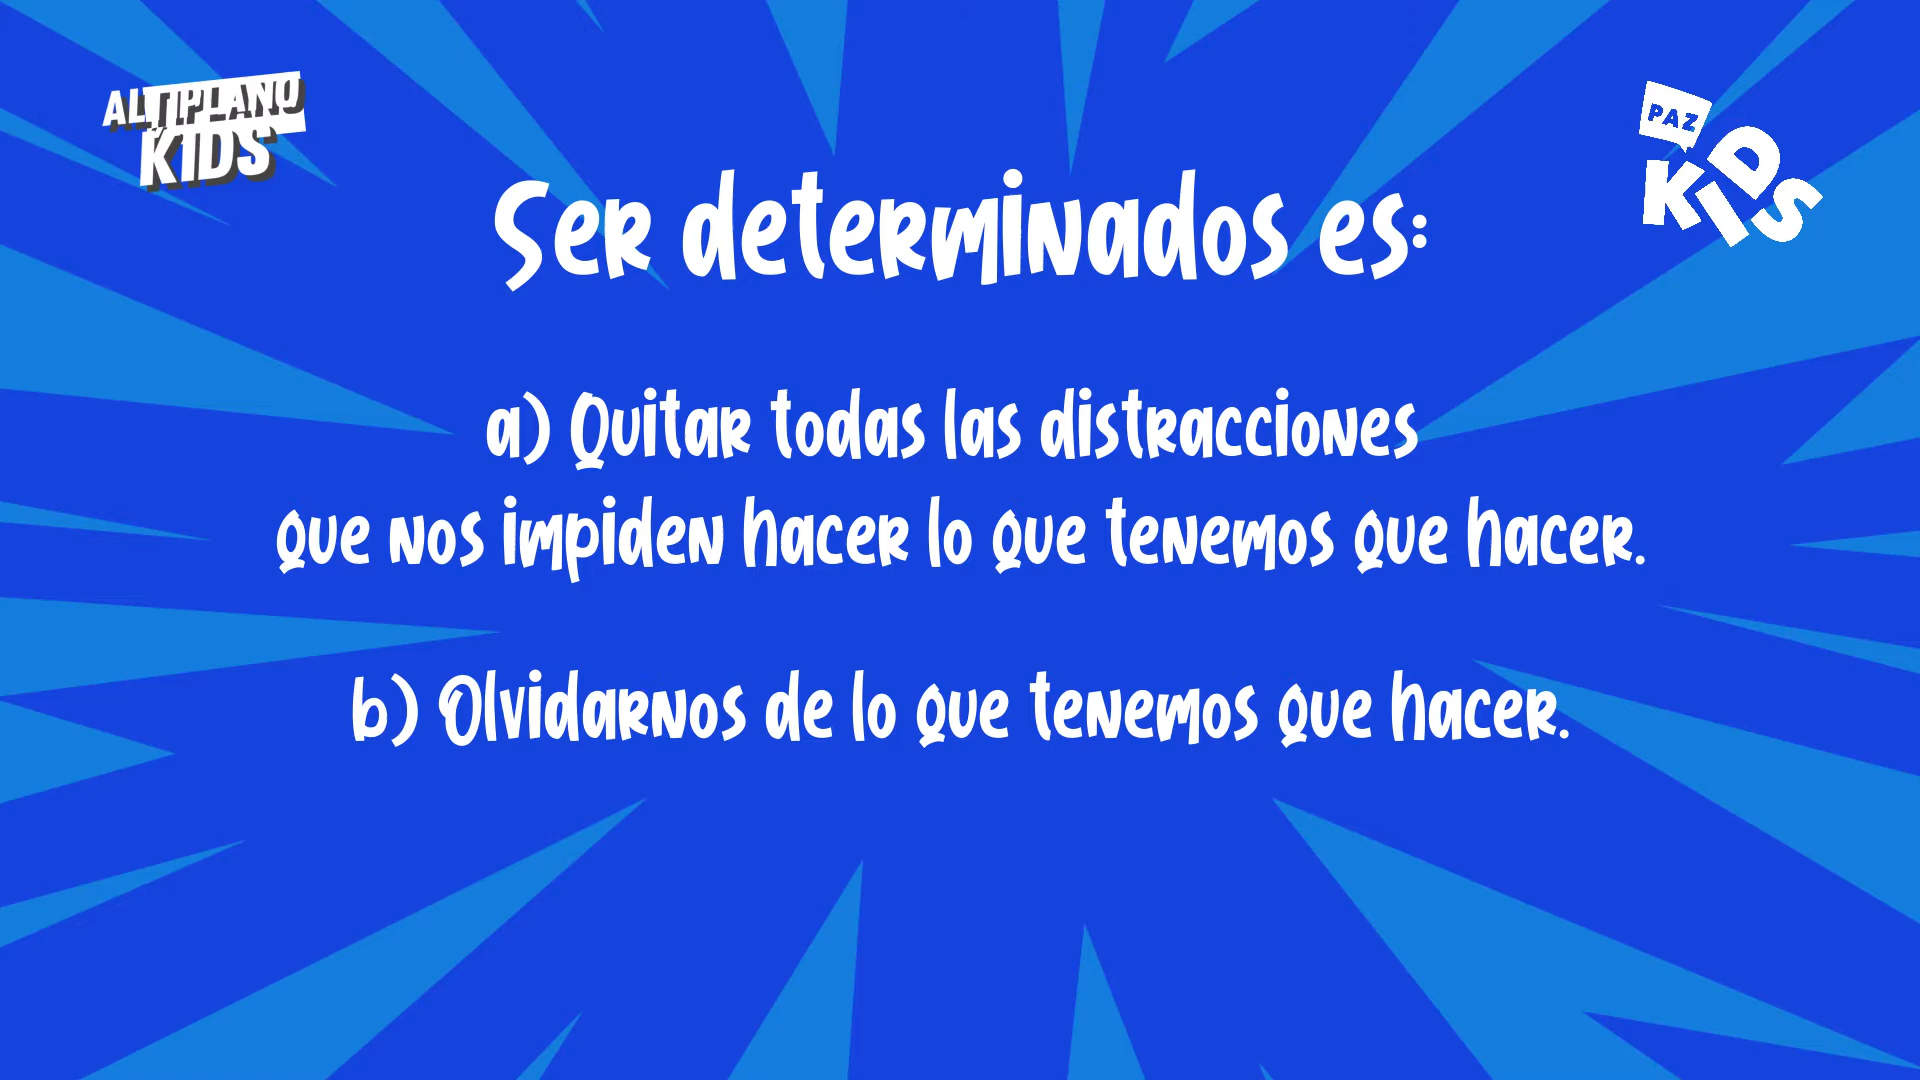 ALTIPLANO
KIDS
PAZ
KIDS
Ser determinados es:
a) Quitar todas las distracciones
que nos impiden hacer lo que tenemos que hacer.
b) Olvidarnos de lo que tenemos que hacer.